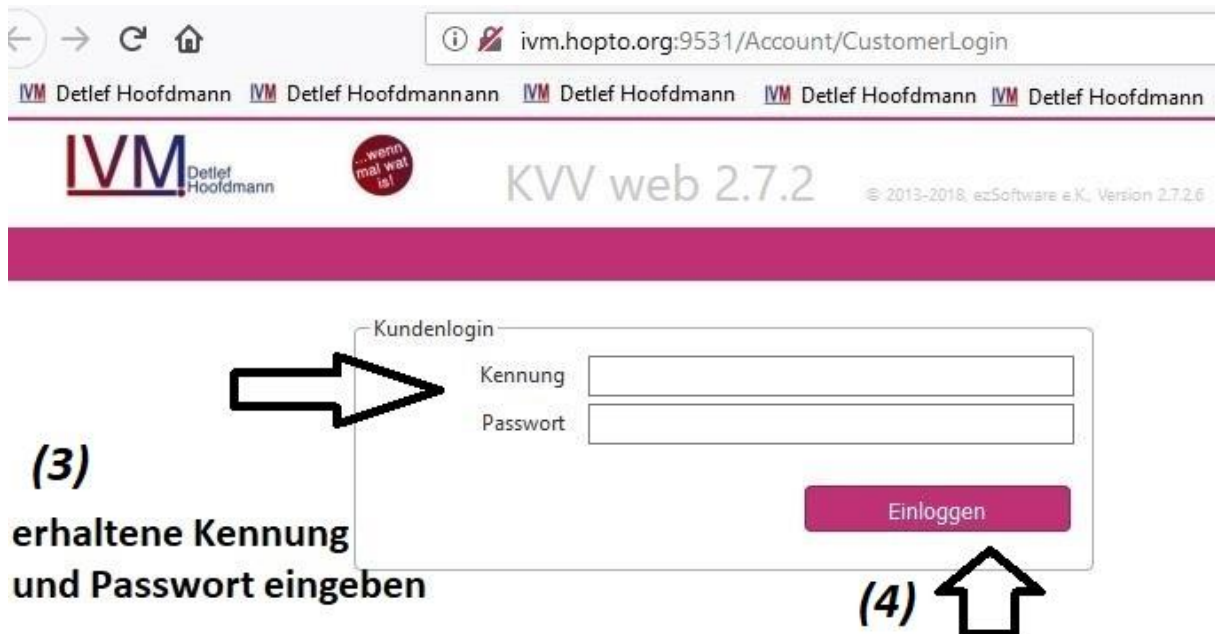 ivm.hopto.org:9531/Account/CustomerLogin
IVM Detlef Hoofdmann IVM Detlef Hoofdmannann IVM Detlef Hoofdmann IVM Detlef Hoofdmann IVM Detlef Hoofdmann
IVM Detlef
Hoofdmann
...wenn
mal wat
is!
KVV web 2.7.2 © 2013-2018, ezSoftware e.K., Version 2.7.2.6
Kundenlogin
Kennung
Passwort
(3)
Einloggen
erhaltene Kennung
und Passwort eingeben
(4)